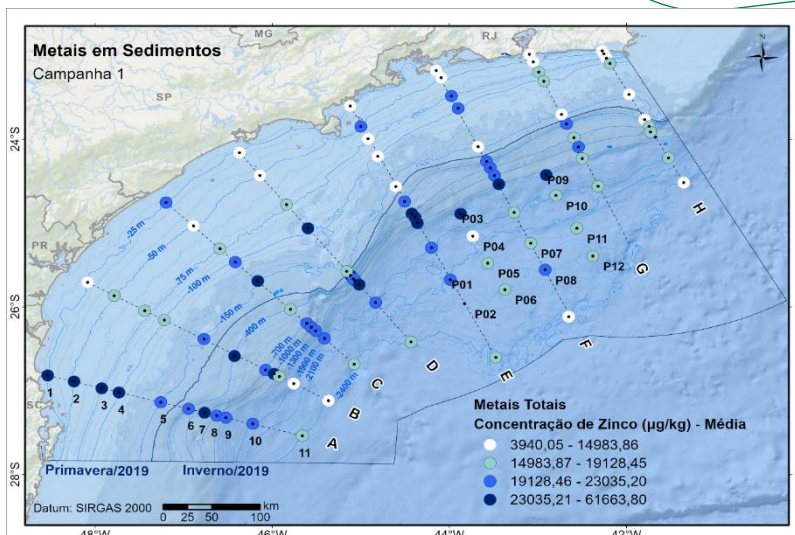 Metais em Sedimentos
Campanha 1
MG
RJ
SP
PR
SC
24°S
26°S
28°S
-25 m
-50 m
-75 m
-100 m
-150 m
-400 m
-700 m
-1000 m
-1300 m
-1900 m
-2100 m
-2400 m
P09
P03
P10
P04
P11
P07
P05
P12
P01
P08
P06
P02
H
G
F
E
D
C
B
A
1
2
3
4
5
6
7
8
9
10
11
Primavera/2019
Inverno/2019
Datum: SIRGAS 2000
0 25 50 100
km
Metais Totais
Concentração de Zinco (µg/kg) - Média
3940,05 - 14983,86
14983,87 - 19128,45
19128,46 - 23035,20
23035,21 - 61663,80
48°W
46°W
44°W
42°W